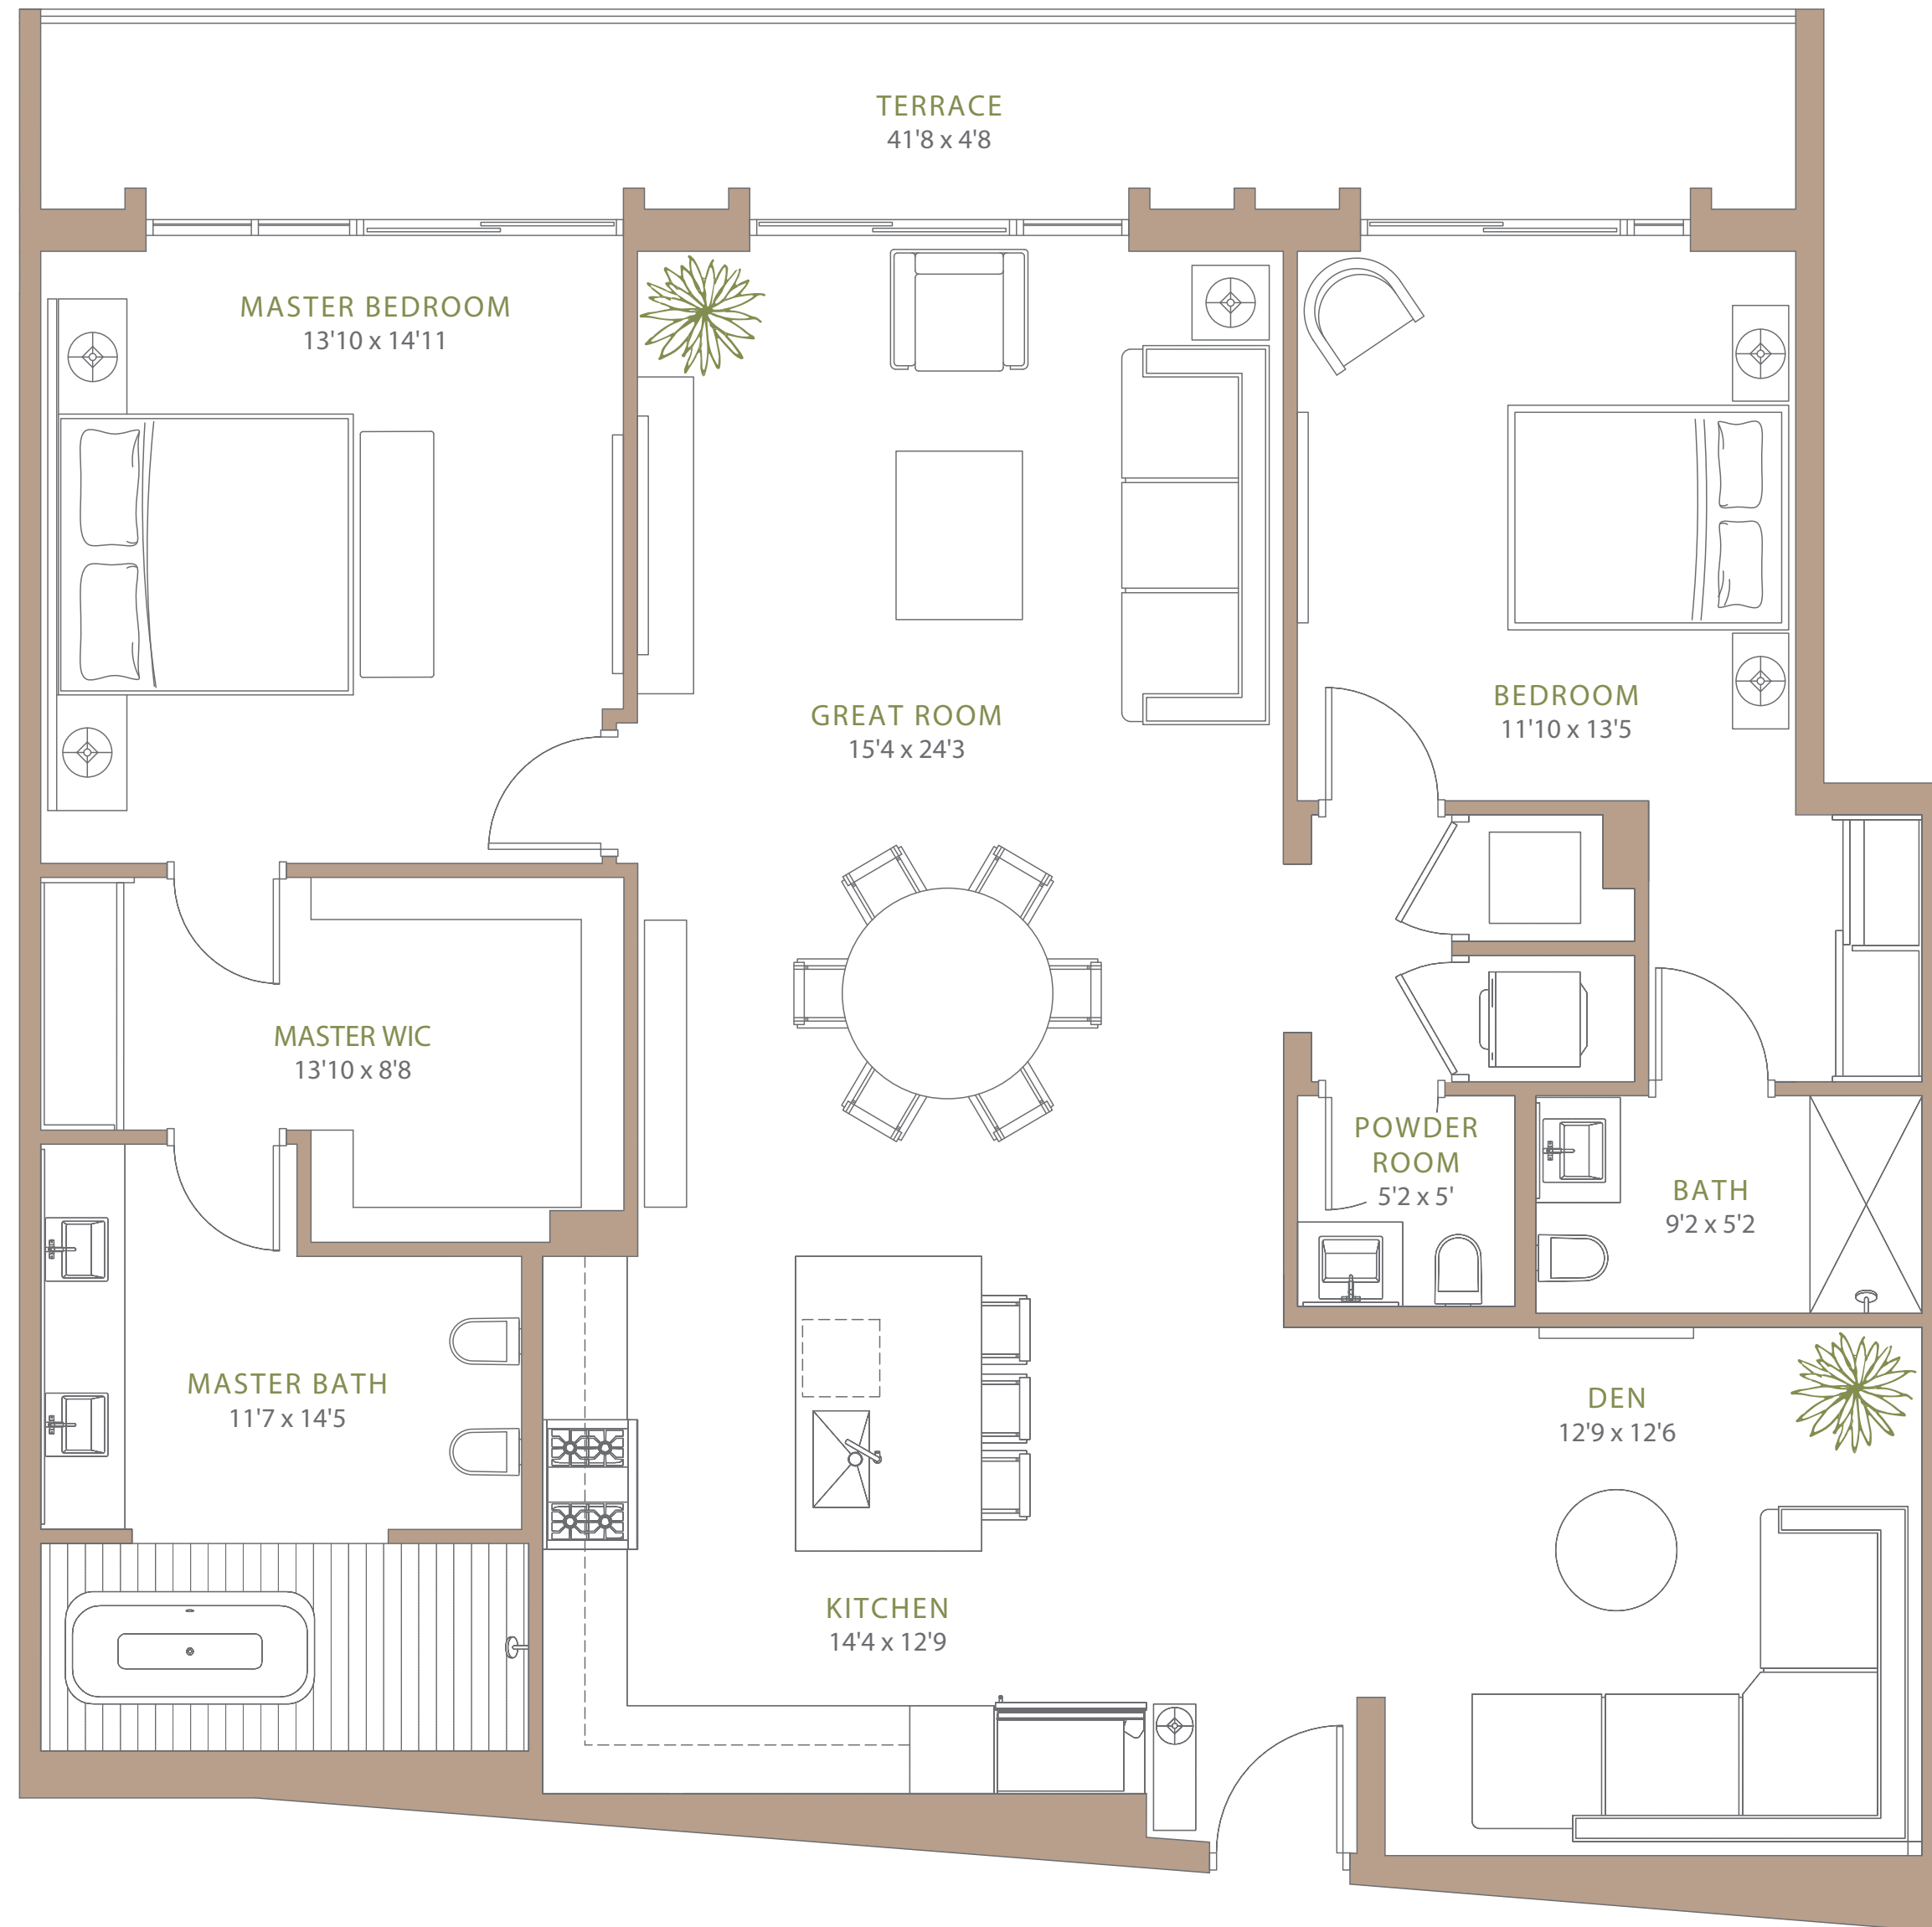 TERRACE
41'8 x 4'8
MASTER BEDROOM
13'10 x 14'11
GREAT ROOM
15'4 x 24'3
BEDROOM
11'10 x 13'5
MASTER WIC
13'10 x 8'8
POWDER
ROOM
5'2 x 5'
BATH
9'2 x 5'2
MASTER BATH
11'7 x 14'5
DEN
12'9 x 12'6
KITCHEN
14'4 x 12'9